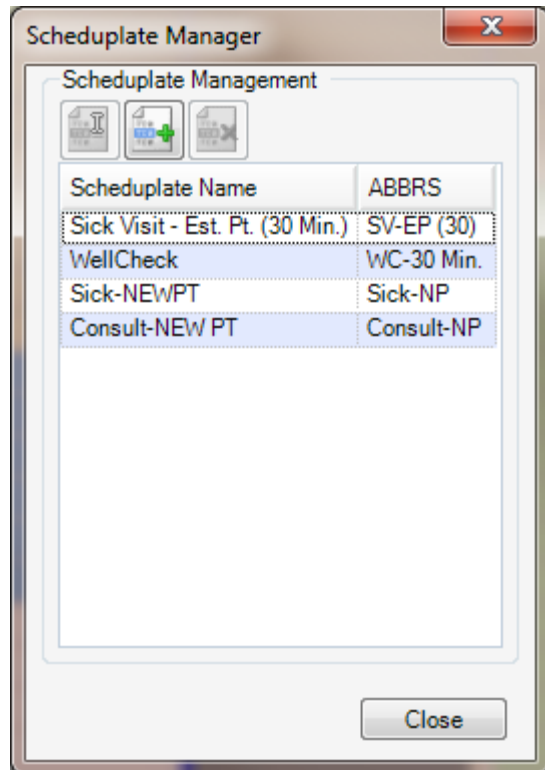 Scheduplate Manager
Scheduplate Management
Scheduplate Name ABBRS
Sick Visit - Est. Pt. (30 Min.) SV-EP (30)
WellCheck WC-30 Min.
Sick-NEWPT Sick-NP
Consult-NEW PT Consult-NP
Close